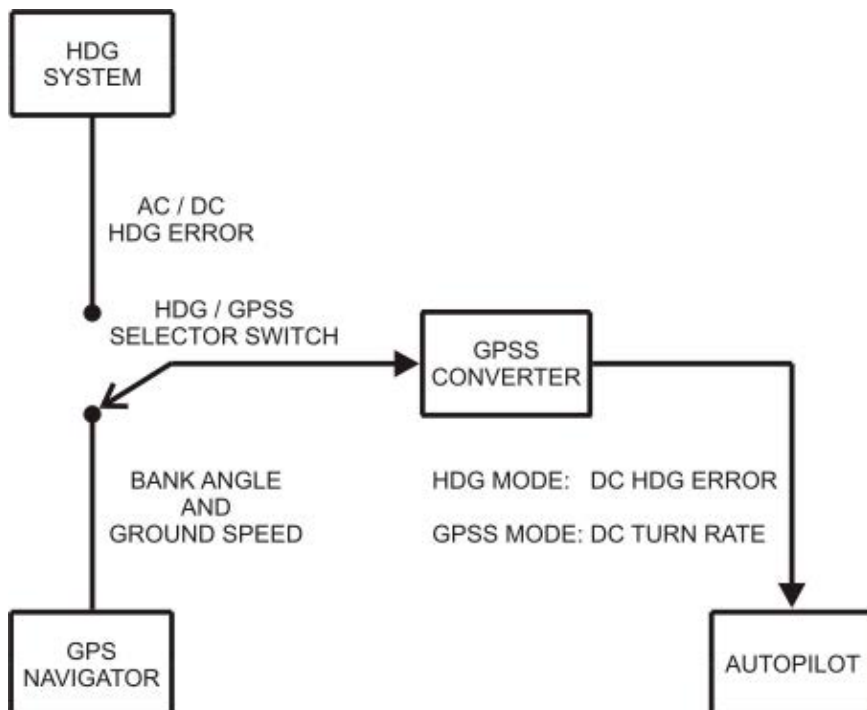 HDG
SYSTEM
AC / DC
HDG ERROR
HDG / GPSS
SELECTOR SWITCH
GPSS
CONVERTER
BANK ANGLE
AND
GROUND SPEED
HDG MODE: DC HDG ERROR
GPSS MODE: DC TURN RATE
GPS
NAVIGATOR
AUTOPILOT